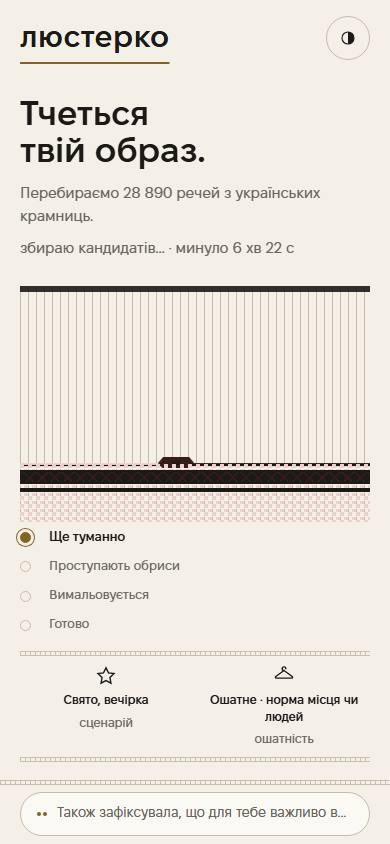 люстерко
Тчеться
твій образ.
Перебираємо 28 890 речей з українських
крамниць.
збираю кандидатів... · минуло 6 хв 22 с
Ще туманно
Проступають обриси
Вимальовується
Готово
Свято, вечірка
сценарій
Ошатне · норма місця чи
людей
ошатність
Також зафіксувала, що для тебе важливо в...